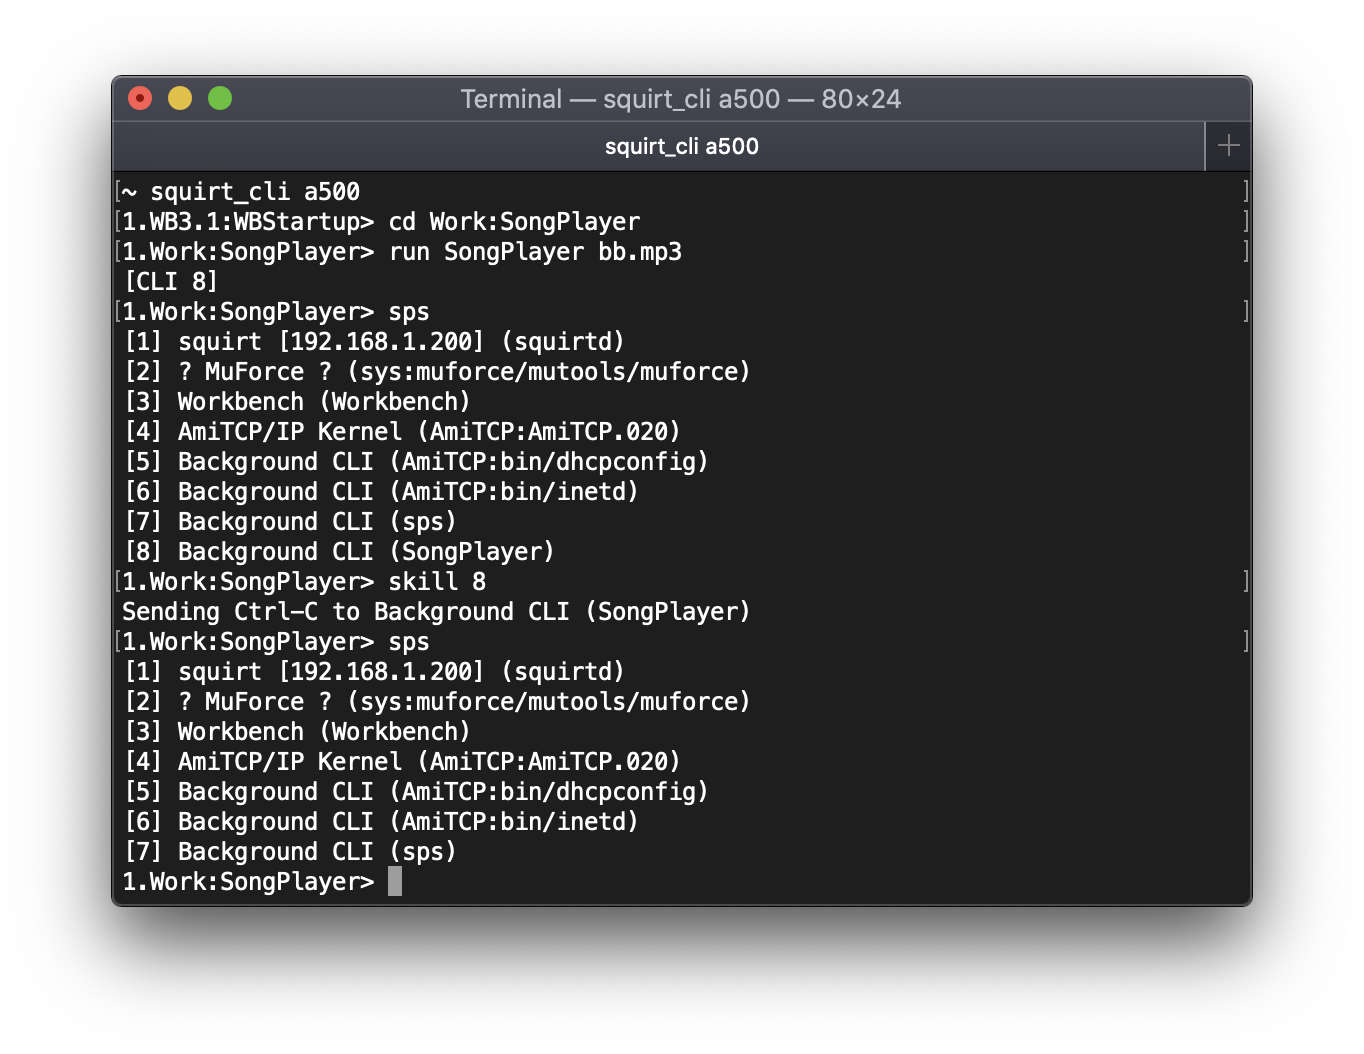 Terminal — squirt_cli a500 — 80×24
squirt_cli a500
[~ squirt_cli a500 ]
[1.WB3.1:WBStartup> cd Work:SongPlayer ]
[1.Work:SongPlayer> run SongPlayer bb.mp3 ]
[CLI 8]
[1.Work:SongPlayer> sps ]
[1] squirt [192.168.1.200] (squirtd)
[2] ? MuForce ? (sys:muforce/mutools/muforce)
[3] Workbench (Workbench)
[4] AmiTCP/IP Kernel (AmiTCP:AmiTCP.020)
[5] Background CLI (AmiTCP:bin/dhcpconfig)
[6] Background CLI (AmiTCP:bin/inetd)
[7] Background CLI (sps)
[8] Background CLI (SongPlayer)
[1.Work:SongPlayer> skill 8 ]
Sending Ctrl-C to Background CLI (SongPlayer)
[1.Work:SongPlayer> sps ]
[1] squirt [192.168.1.200] (squirtd)
[2] ? MuForce ? (sys:muforce/mutools/muforce)
[3] Workbench (Workbench)
[4] AmiTCP/IP Kernel (AmiTCP:AmiTCP.020)
[5] Background CLI (AmiTCP:bin/dhcpconfig)
[6] Background CLI (AmiTCP:bin/inetd)
[7] Background CLI (sps)
1.Work:SongPlayer>